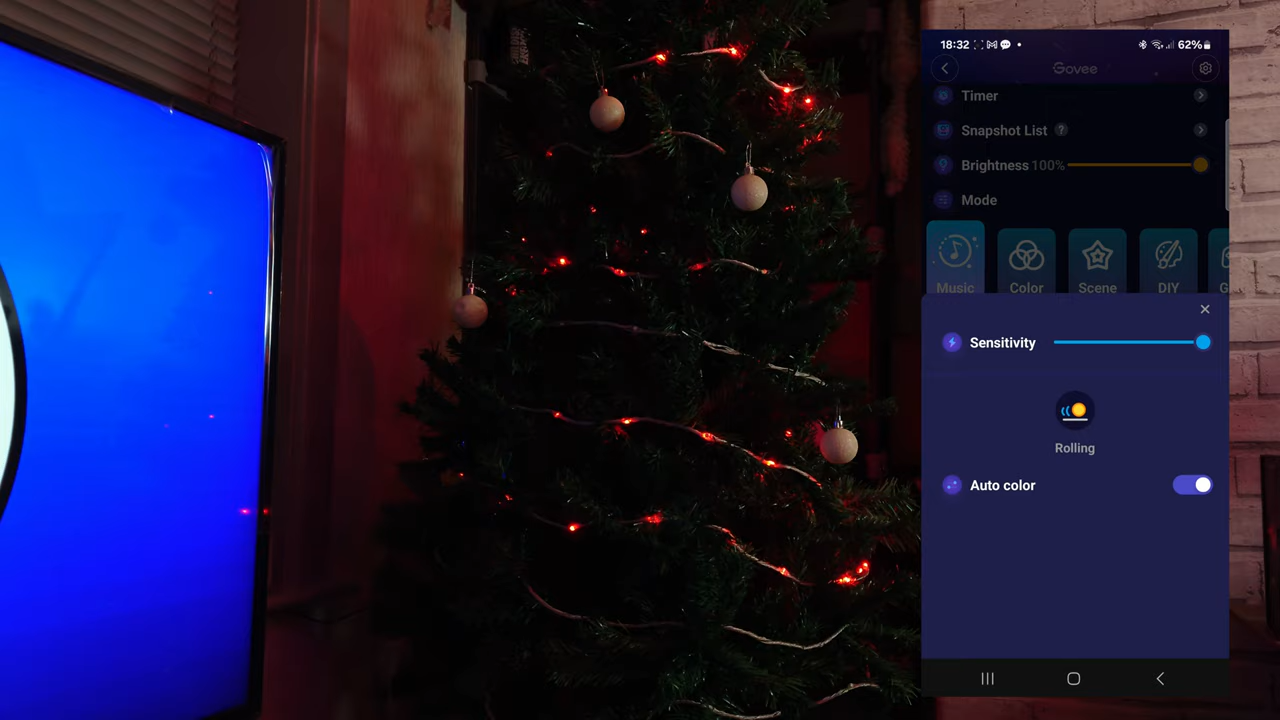 18:32 62%
Govee
Timer
Snapshot List ?
Brightness 100%
Mode
Music Color Scene DIY G
Sensitivity
Rolling
Auto color